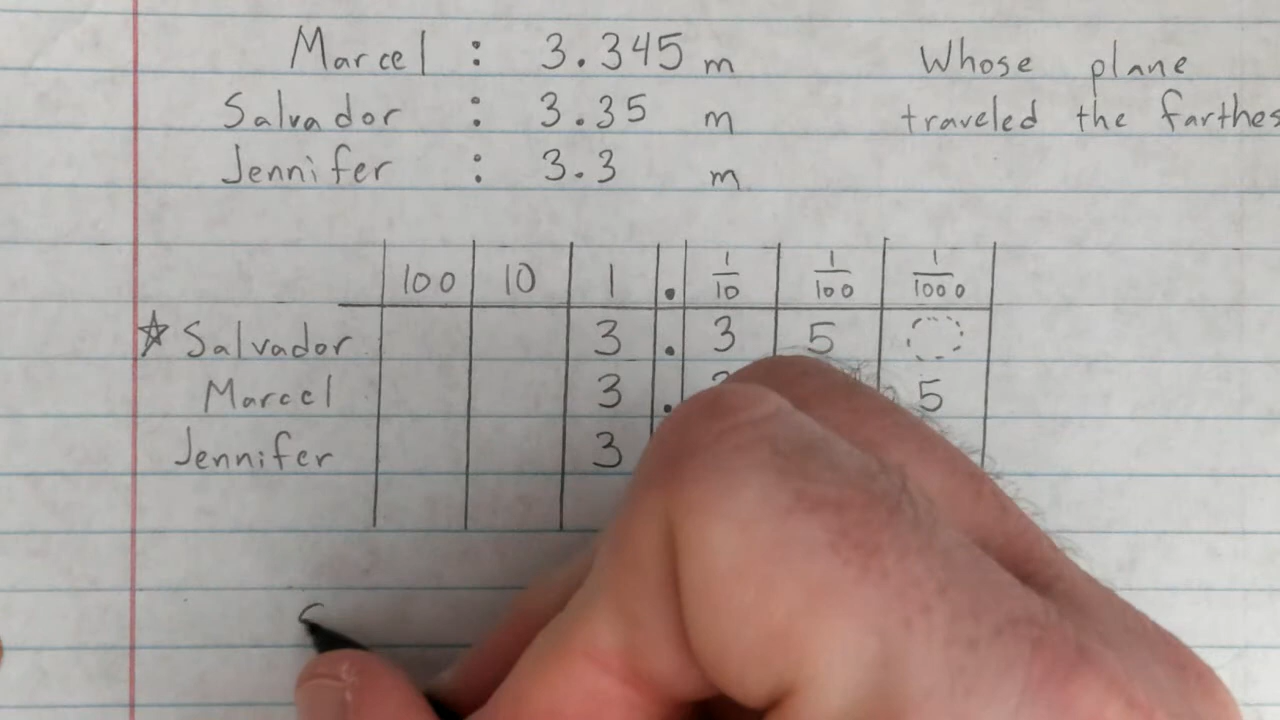 Marcel : 3.345 m
Salvador : 3.35 m
Jennifer : 3.3 m
Whose plane
traveled the farthes
100 10 1 . 1/10 1/100 1/1000
☆ Salvador 3 . 3 5
Marcel 3 . 5
Jennifer 3